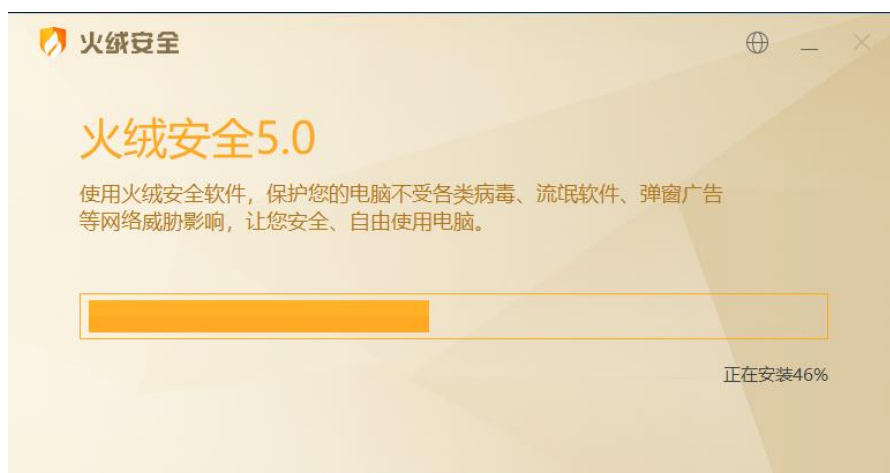 火绒安全
火绒安全5.0
使用火绒安全软件，保护您的电脑不受各类病毒、流氓软件、弹窗广告
等网络威胁影响，让您安全、自由使用电脑。
正在安装46%